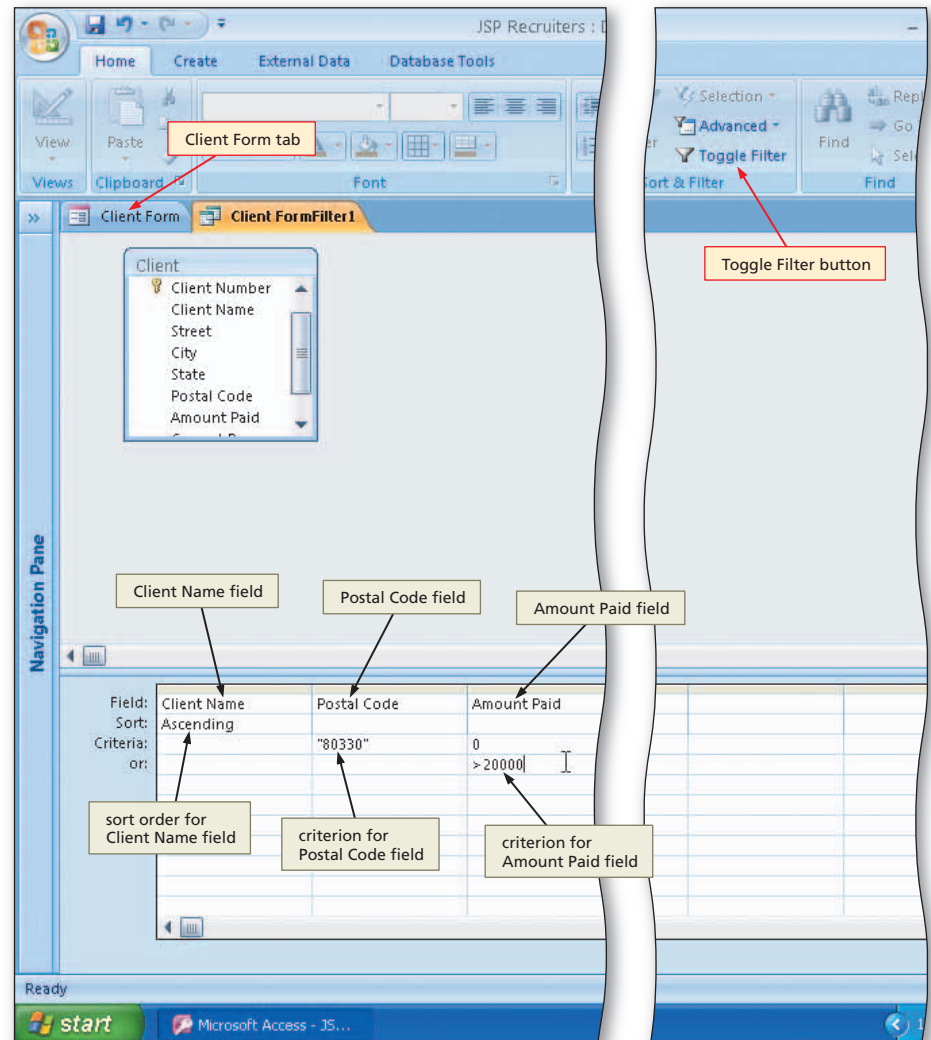 JSP Recruiters :
Home Create External Data Database Tools
View
Paste
Selection
Advanced
Toggle Filter
Find
Views Clipboard Font Sort & Filter Find
Client Form tab
Toggle Filter button
Client Form Client FormFilter1
Client
Client Number
Client Name
Street
City
State
Postal Code
Amount Paid
Navigation Pane
Client Name field
Postal Code field
Amount Paid field
Field: Client Name Postal Code Amount Paid
Sort: Ascending
Criteria: "80330" 0
or: >20000
sort order for
Client Name field
criterion for
Postal Code field
criterion for
Amount Paid field
Ready
start Microsoft Access - JS...